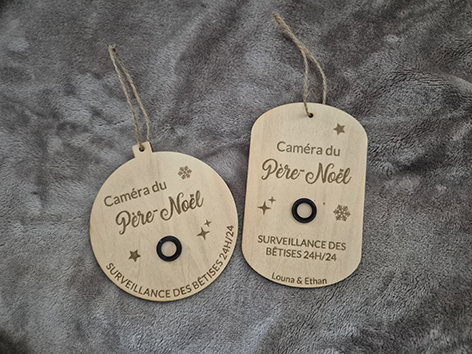 Caméra du
Père-Noël
SURVEILLANCE DES BETISES 24H/24
Caméra du
Père-Noël
SURVEILLANCE DES
BÊTISES 24H/24
Louna & Ethan